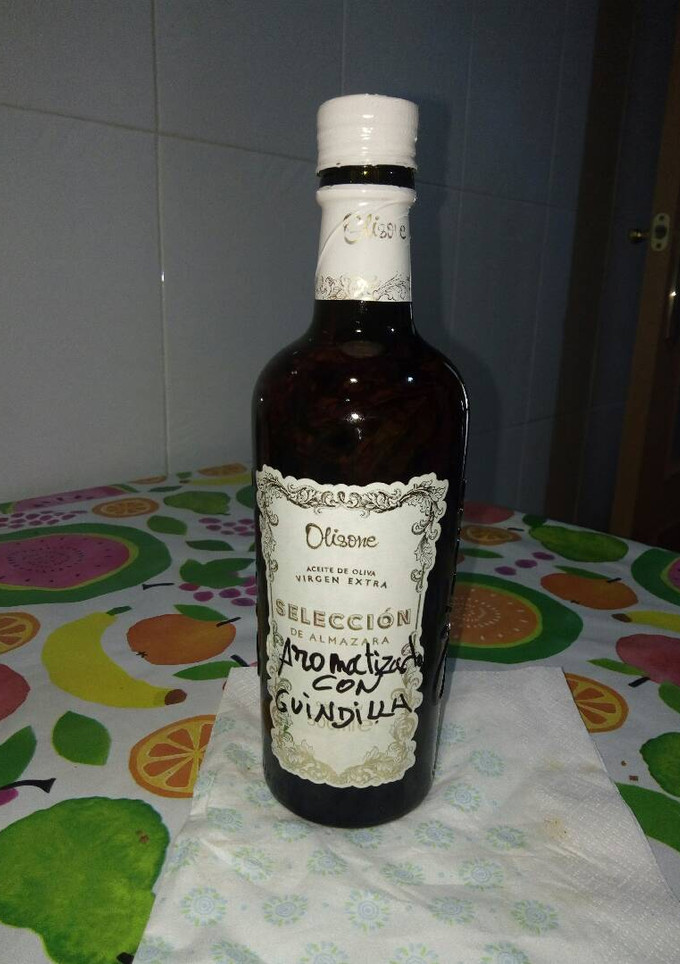 Olisone
Olisone
ACEITE DE OLIVA
VIRGEN EXTRA
SELECCIÓN
DE ALMAZARA
Aromatizado
CON
GUINDILLA